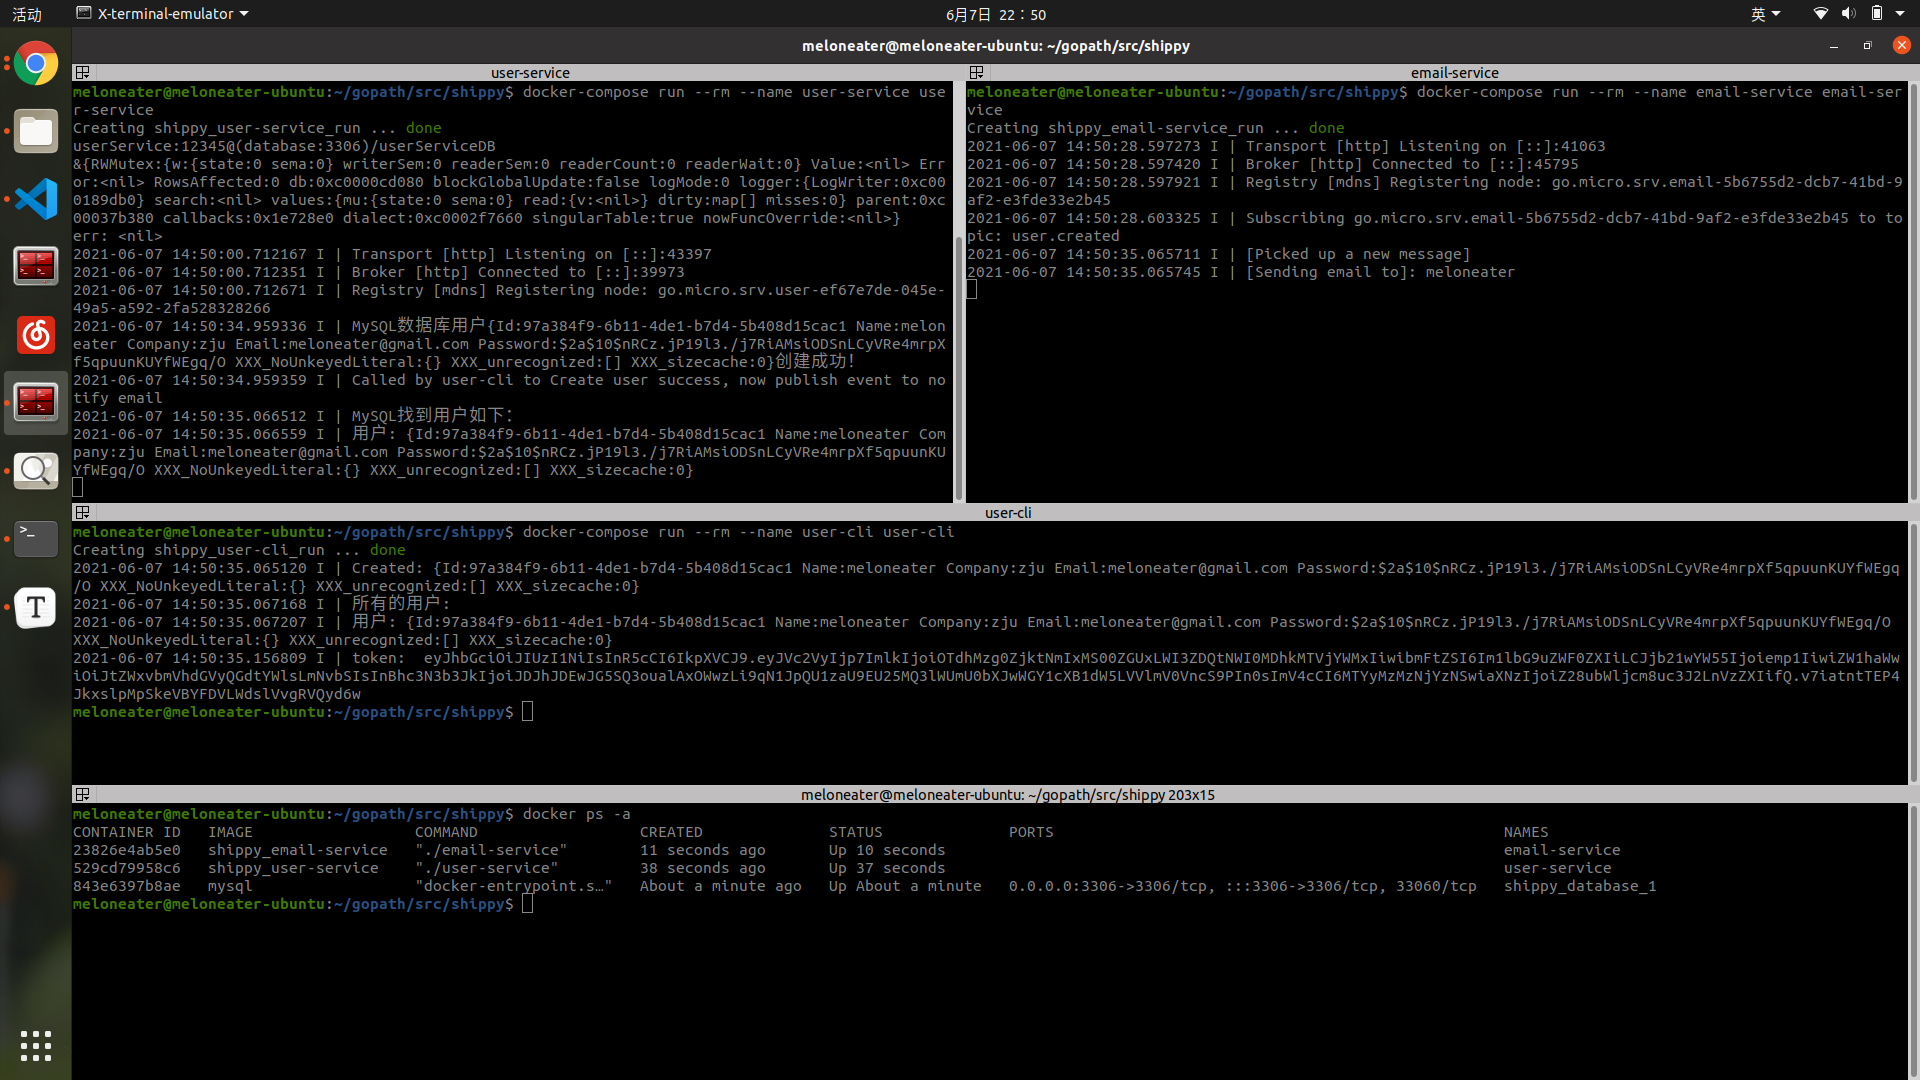 活动
X-terminal-emulator
6月7日 22：50
英
meloneater@meloneater-ubuntu: ~/gopath/src/shippy
user-service
meloneater@meloneater-ubuntu:~/gopath/src/shippy$ docker-compose run --rm --name user-service use
r-service
Creating shippy_user-service_run ... done
userService:12345@(database:3306)/userServiceDB
&{RWMutex:{w:{state:0 sema:0} writerSem:0 readerSem:0 readerCount:0 readerWait:0} Value:<nil> Err
or:<nil> RowsAffected:0 db:0xc0000cd080 blockGlobalUpdate:false logMode:0 logger:{LogWriter:0xc00
0189db0} search:<nil> values:{mu:{state:0 sema:0} read:{v:<nil>} dirty:map[] misses:0} parent:0xc
00037b380 callbacks:0x1e728e0 dialect:0xc0002f7660 singularTable:true nowFuncOverride:<nil>}
err: <nil>
2021-06-07 14:50:00.712167 I | Transport [http] Listening on [::]:43397
2021-06-07 14:50:00.712351 I | Broker [http] Connected to [::]:39973
2021-06-07 14:50:00.712671 I | Registry [mdns] Registering node: go.micro.srv.user-ef67e7de-045e-
49a5-a592-2fa528328266
2021-06-07 14:50:34.959336 I | MySQL数据库用户{Id:97a384f9-6b11-4de1-b7d4-5b408d15cac1 Name:melon
eater Company:zju Email:meloneater@gmail.com Password:$2a$10$nRCz.jP19l3./j7RiAMsiODSnLCyVRe4mrpX
f5qpuunKUYfWEgq/O XXX_NoUnkeyedLiteral:{} XXX_unrecognized:[] XXX_sizecache:0}创建成功!
2021-06-07 14:50:34.959359 I | Called by user-cli to Create user success, now publish event to no
tify email
2021-06-07 14:50:35.066512 I | MySQL找到用户如下：
2021-06-07 14:50:35.066559 I | 用户: {Id:97a384f9-6b11-4de1-b7d4-5b408d15cac1 Name:meloneater Com
pany:zju Email:meloneater@gmail.com Password:$2a$10$nRCz.jP19l3./j7RiAMsiODSnLCyVRe4mrpXf5qpuunKU
YfWEgq/O XXX_NoUnkeyedLiteral:{} XXX_unrecognized:[] XXX_sizecache:0}
email-service
meloneater@meloneater-ubuntu:~/gopath/src/shippy$ docker-compose run --rm --name email-service email-ser
vice
Creating shippy_email-service_run ... done
2021-06-07 14:50:28.597273 I | Transport [http] Listening on [::]:41063
2021-06-07 14:50:28.597420 I | Broker [http] Connected to [::]:45795
2021-06-07 14:50:28.597921 I | Registry [mdns] Registering node: go.micro.srv.email-5b6755d2-dcb7-41bd-9
af2-e3fde33e2b45
2021-06-07 14:50:28.603325 I | Subscribing go.micro.srv.email-5b6755d2-dcb7-41bd-9af2-e3fde33e2b45 to to
pic: user.created
2021-06-07 14:50:35.065711 I | [Picked up a new message]
2021-06-07 14:50:35.065745 I | [Sending email to]: meloneater
user-cli
meloneater@meloneater-ubuntu:~/gopath/src/shippy$ docker-compose run --rm --name user-cli user-cli
Creating shippy_user-cli_run ... done
2021-06-07 14:50:35.065120 I | Created: {Id:97a384f9-6b11-4de1-b7d4-5b408d15cac1 Name:meloneater Company:zju Email:meloneater@gmail.com Password:$2a$10$nRCz.jP19l3./j7RiAMsiODSnLCyVRe4mrpXf5qpuunKUYfWEgq
/O XXX_NoUnkeyedLiteral:{} XXX_unrecognized:[] XXX_sizecache:0}
2021-06-07 14:50:35.067168 I | 所有的用户:
2021-06-07 14:50:35.067207 I | 用户: {Id:97a384f9-6b11-4de1-b7d4-5b408d15cac1 Name:meloneater Company:zju Email:meloneater@gmail.com Password:$2a$10$nRCz.jP19l3./j7RiAMsiODSnLCyVRe4mrpXf5qpuunKUYfWEgq/O
XXX_NoUnkeyedLiteral:{} XXX_unrecognized:[] XXX_sizecache:0}
2021-06-07 14:50:35.156809 I | token:  eyJhbGciOiJIUzI1NiIsInR5cCI6IkpXVCJ9.eyJVc2VyIjp7ImlkIjoiOTdhMzg0ZjktNmIxMS00ZGUxLWI3ZDQtNWI0MDhkMTVjYWMxIiwibmFtZSI6Im1lbG9uZWF0ZXIiLCJjb21wYW55Ijoiemp1IiwiZW1haWw
iOiJtZWxvbmVhdGVyQGdtYWlsLmNvbSIsInBhc3N3b3JkIjoiJDJhJDEwJG5SQ3oualAxOWwzLi9qN1JpQU1zaU9EU25MQ3lWUmU0bXJwWGY1cXB1dW5LVVlmV0VncS9PIn0sImV4cCI6MTYyMzMzNjYzNSwiaXNzIjoiZ28ubWljcm8uc3J2LnVzZXIifQ.v7iatntTEP4
JkxslpMpSkeVBYFDVLWdslVvgRVQyd6w
meloneater@meloneater-ubuntu:~/gopath/src/shippy$
meloneater@meloneater-ubuntu: ~/gopath/src/shippy 203x15
meloneater@meloneater-ubuntu:~/gopath/src/shippy$ docker ps -a
CONTAINER ID   IMAGE                  COMMAND                  CREATED              STATUS              PORTS                                                  NAMES
23826e4ab5e0   shippy_email-service   "./email-service"        11 seconds ago       Up 10 seconds                                                              email-service
529cd79958c6   shippy_user-service    "./user-service"         38 seconds ago       Up 37 seconds                                                              user-service
843e6397b8ae   mysql                  "docker-entrypoint.s…"   About a minute ago   Up About a minute   0.0.0.0:3306->3306/tcp, :::3306->3306/tcp, 33060/tcp   shippy_database_1
meloneater@meloneater-ubuntu:~/gopath/src/shippy$